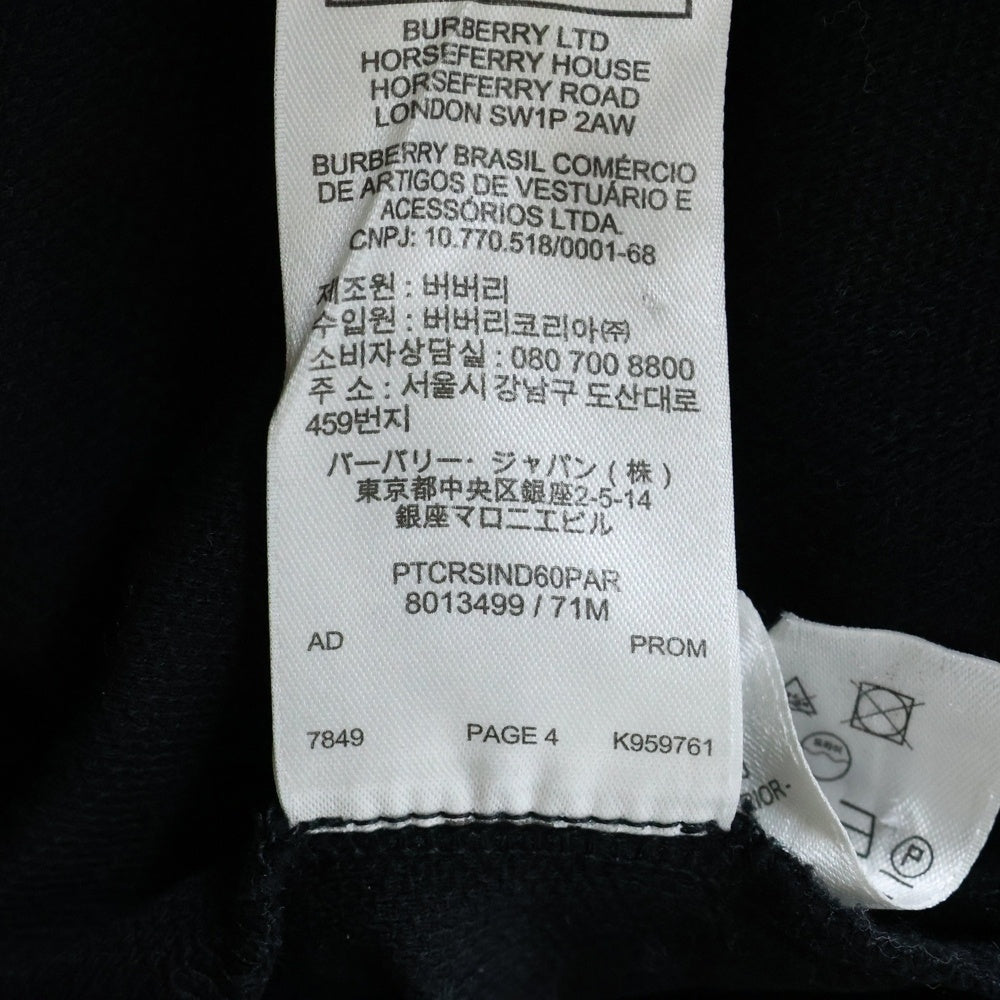 BURBERRY LTD
HORSEFERRY HOUSE
HORSEFERRY ROAD
LONDON SW1P 2AW
BURBERRY BRASIL COMÉRCIO
DE ARTIGOS DE VESTUÁRIO E
ACESSÓRIOS LTDA.
CNPJ: 10.770.518/0001-68
제조원 : 버버리
수입원 : 버버리코리아㈜
소비자상담실 : 080 700 8800
주 소 : 서울시 강남구 도산대로
459번지
バーバリー・ジャパン ( 株 )
東京都中央区銀座2-5-14
銀座マロニエビル
PTCRSIND60PAR
8013499 / 71M
AD PROM
7849 PAGE 4 K959761
드라이
RIOR-
P